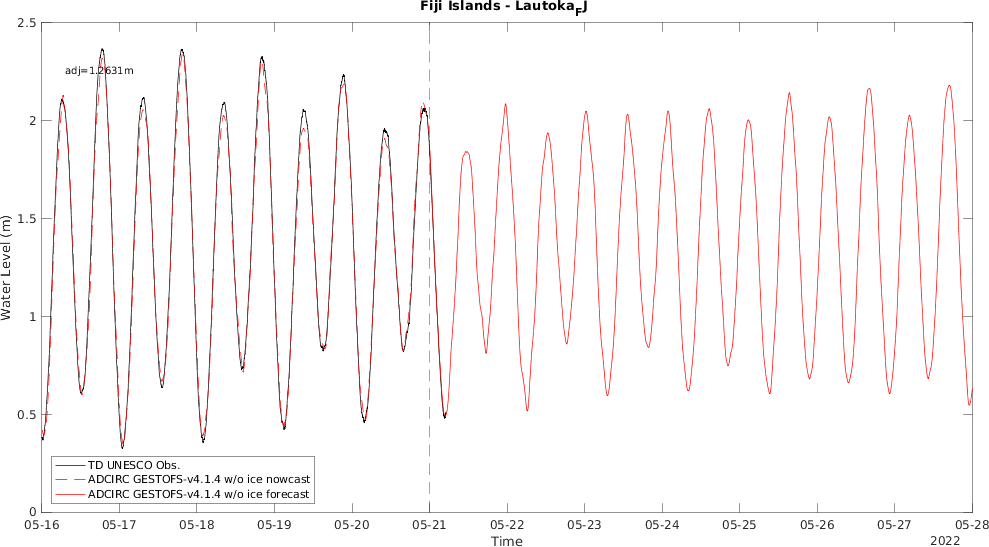 Fiji Islands - Lautoka_FJ
adj=1.2631m
2.5
2
1.5
1
0.5
0
Water Level (m)
TD UNESCO Obs.
ADCIRC GESTOFS-v4.1.4 w/o ice nowcast
ADCIRC GESTOFS-v4.1.4 w/o ice forecast
05-16 05-17 05-18 05-19 05-20 05-21 05-22 05-23 05-24 05-25 05-26 05-27 05-28
Time
2022